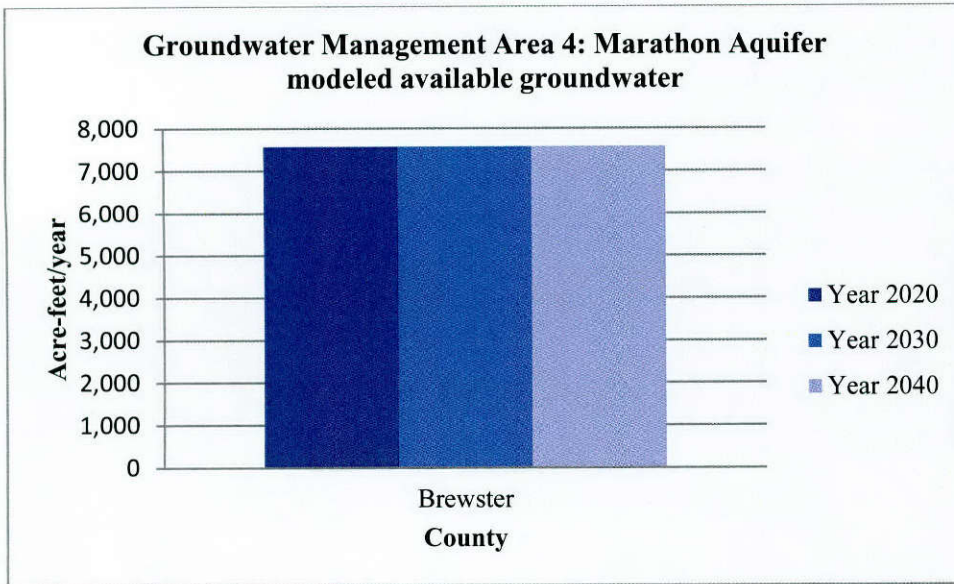 Groundwater Management Area 4: Marathon Aquifer
modeled available groundwater
Acre-feet/year
8,000
7,000
6,000
5,000
4,000
3,000
2,000
1,000
0
Brewster
County
Year 2020
Year 2030
Year 2040